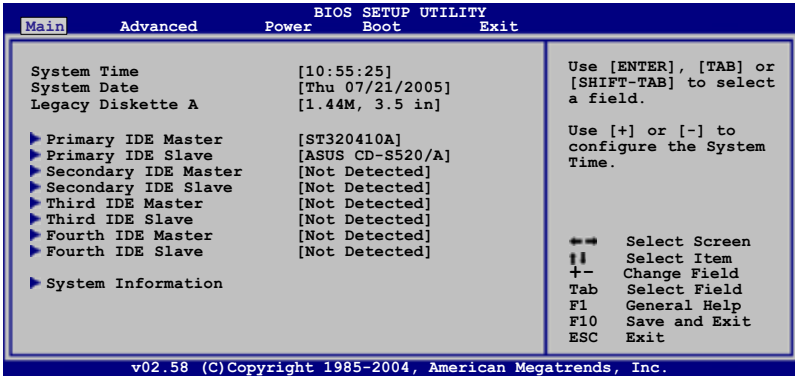 BIOS SETUP UTILITY
Main Advanced Power Boot Exit
System Time [10:55:25]
System Date [Thu 07/21/2005]
Legacy Diskette A [1.44M, 3.5 in]
Primary IDE Master [ST320410A]
Primary IDE Slave [ASUS CD-S520/A]
Secondary IDE Master [Not Detected]
Secondary IDE Slave [Not Detected]
Third IDE Master [Not Detected]
Third IDE Slave [Not Detected]
Fourth IDE Master [Not Detected]
Fourth IDE Slave [Not Detected]
System Information
Use [ENTER], [TAB] or
[SHIFT-TAB] to select
a field.
Use [+] or [-] to
configure the System
Time.
Select Screen
Select Item
+- Change Field
Tab Select Field
F1 General Help
F10 Save and Exit
ESC Exit
v02.58 (C)Copyright 1985-2004, American Megatrends, Inc.